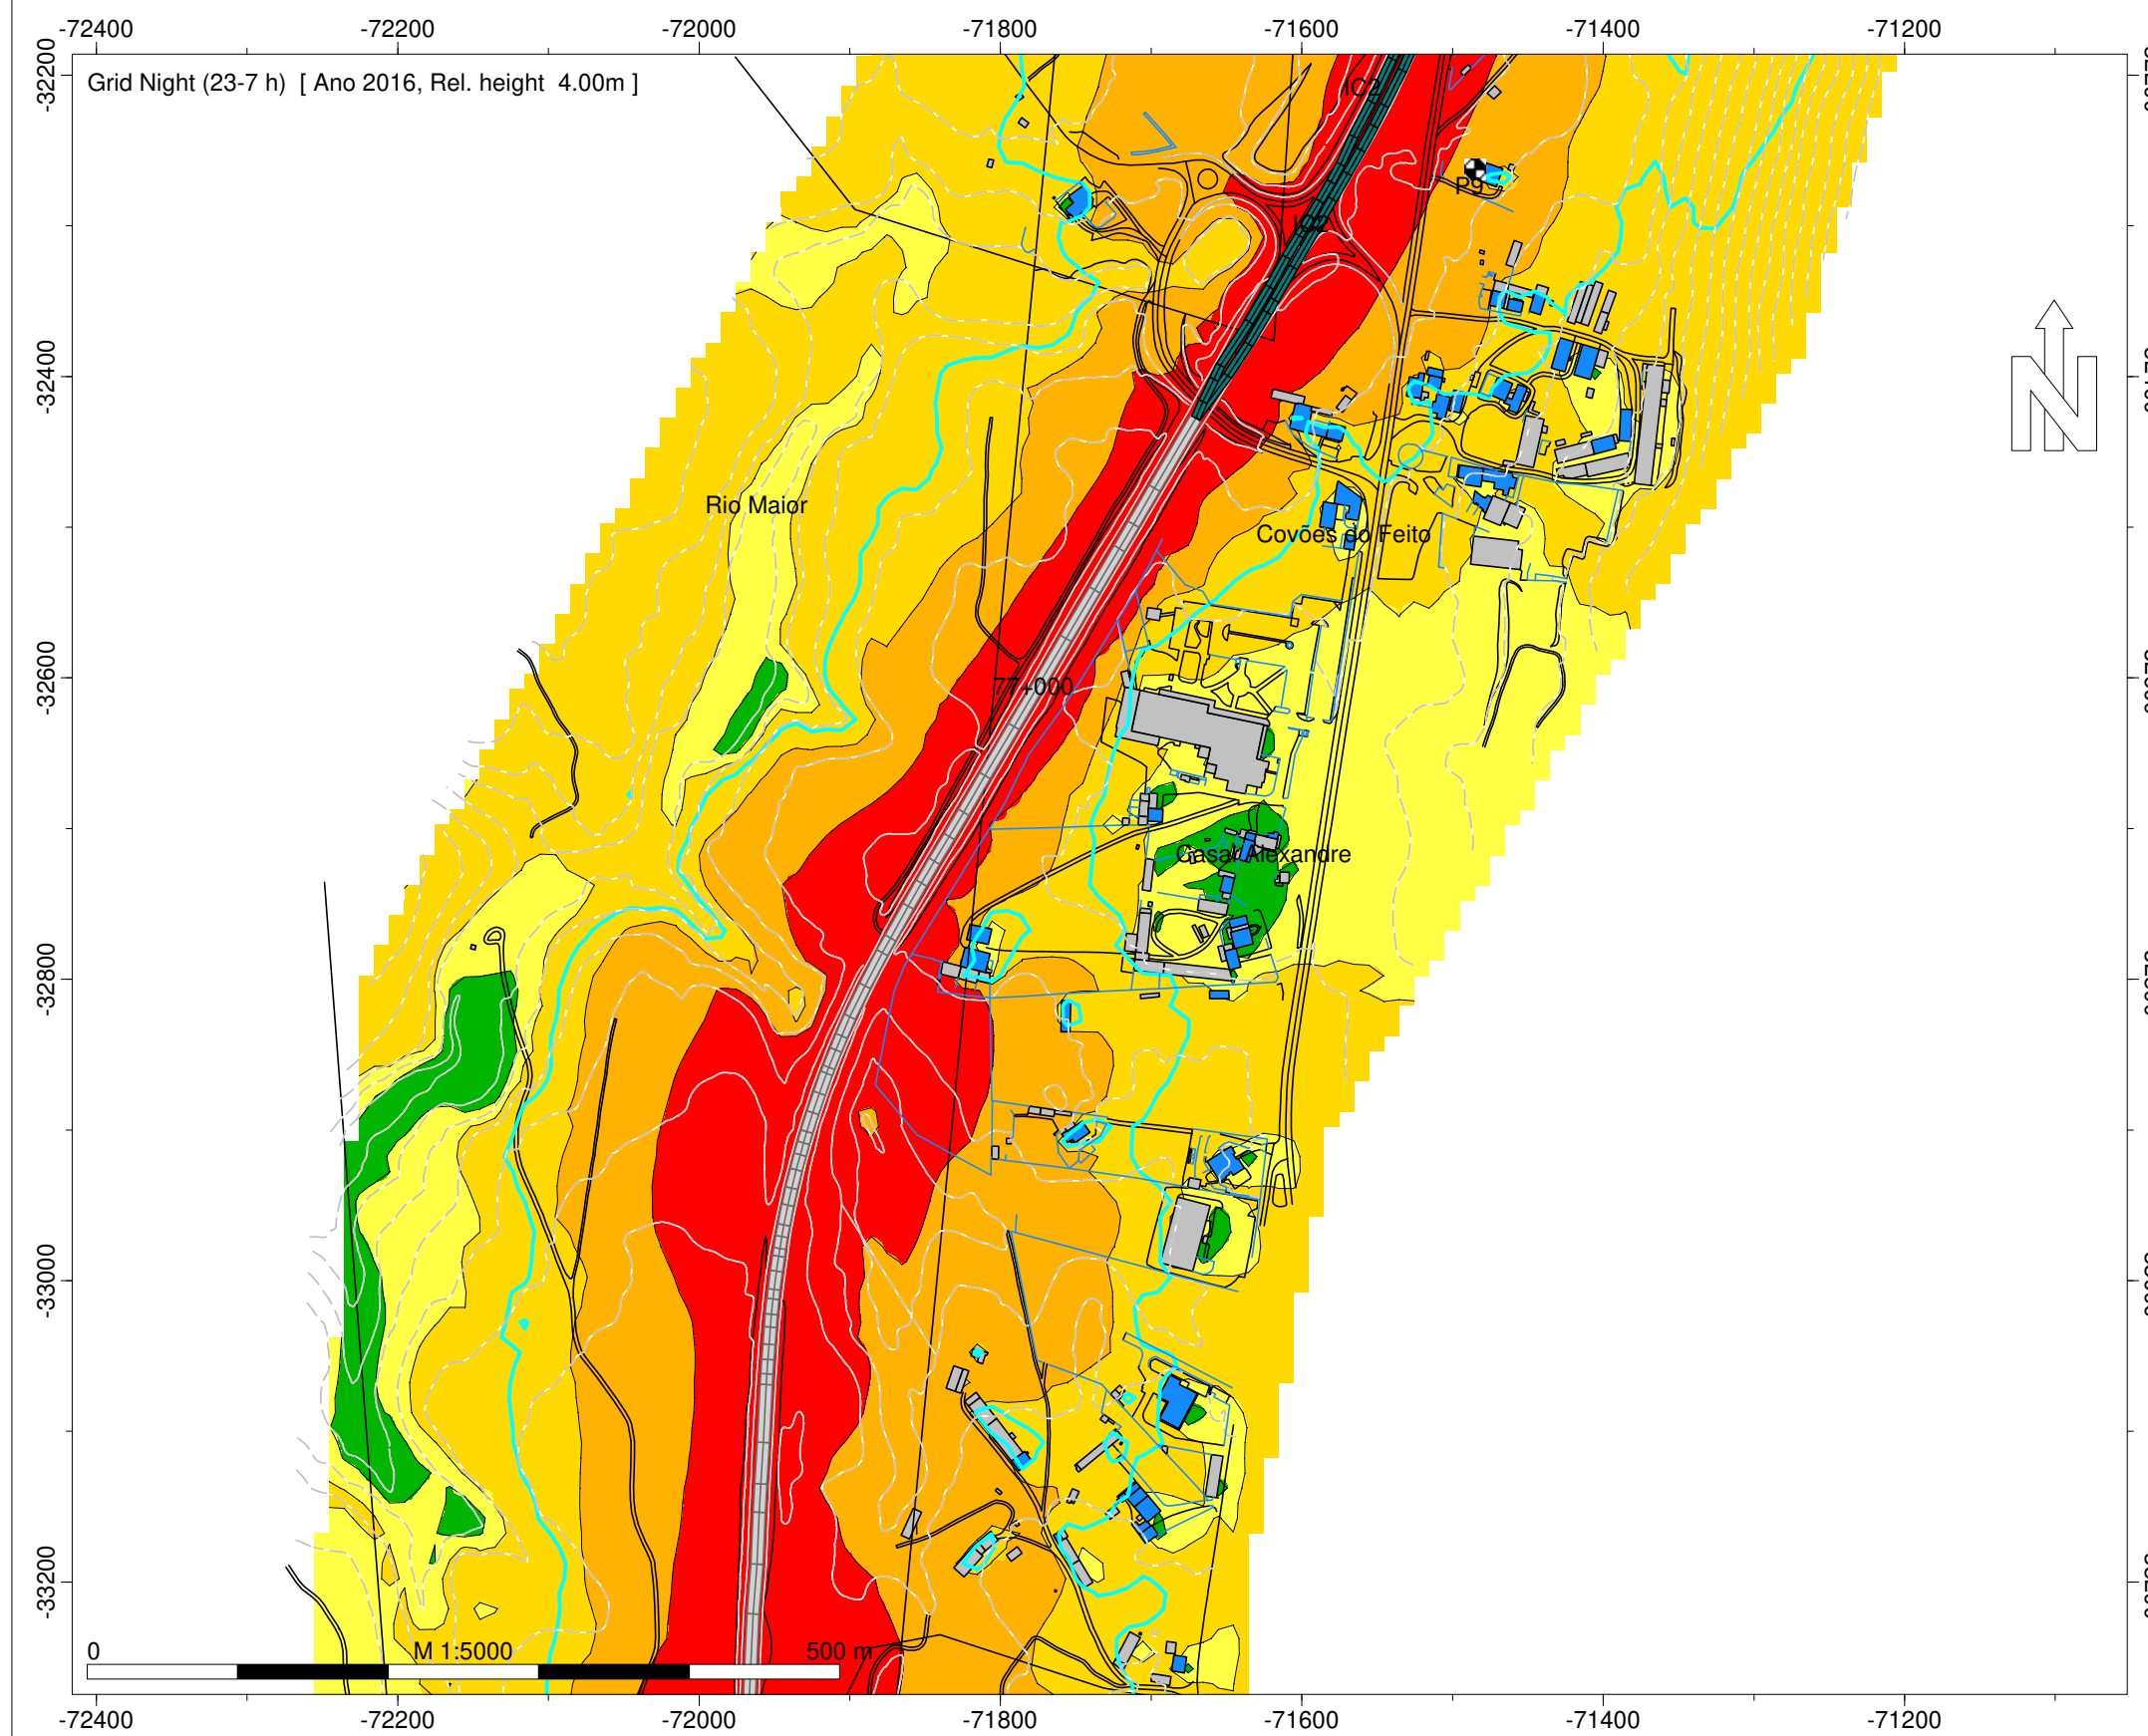 -72400 -72200 -72000 -71800 -71600 -71400 -71200
-32200
Grid Night (23-7 h) [ Ano 2016, Rel. height 4.00m ]
IC2
P9
IC2
N
-32400
Rio Maior
Covões do Feito
-32600
77+000
Casal Alexandre
-32800
-33000
-33200
0 M 1:5000 500 m
-72400 -72200 -72000 -71800 -71600 -71400 -71200